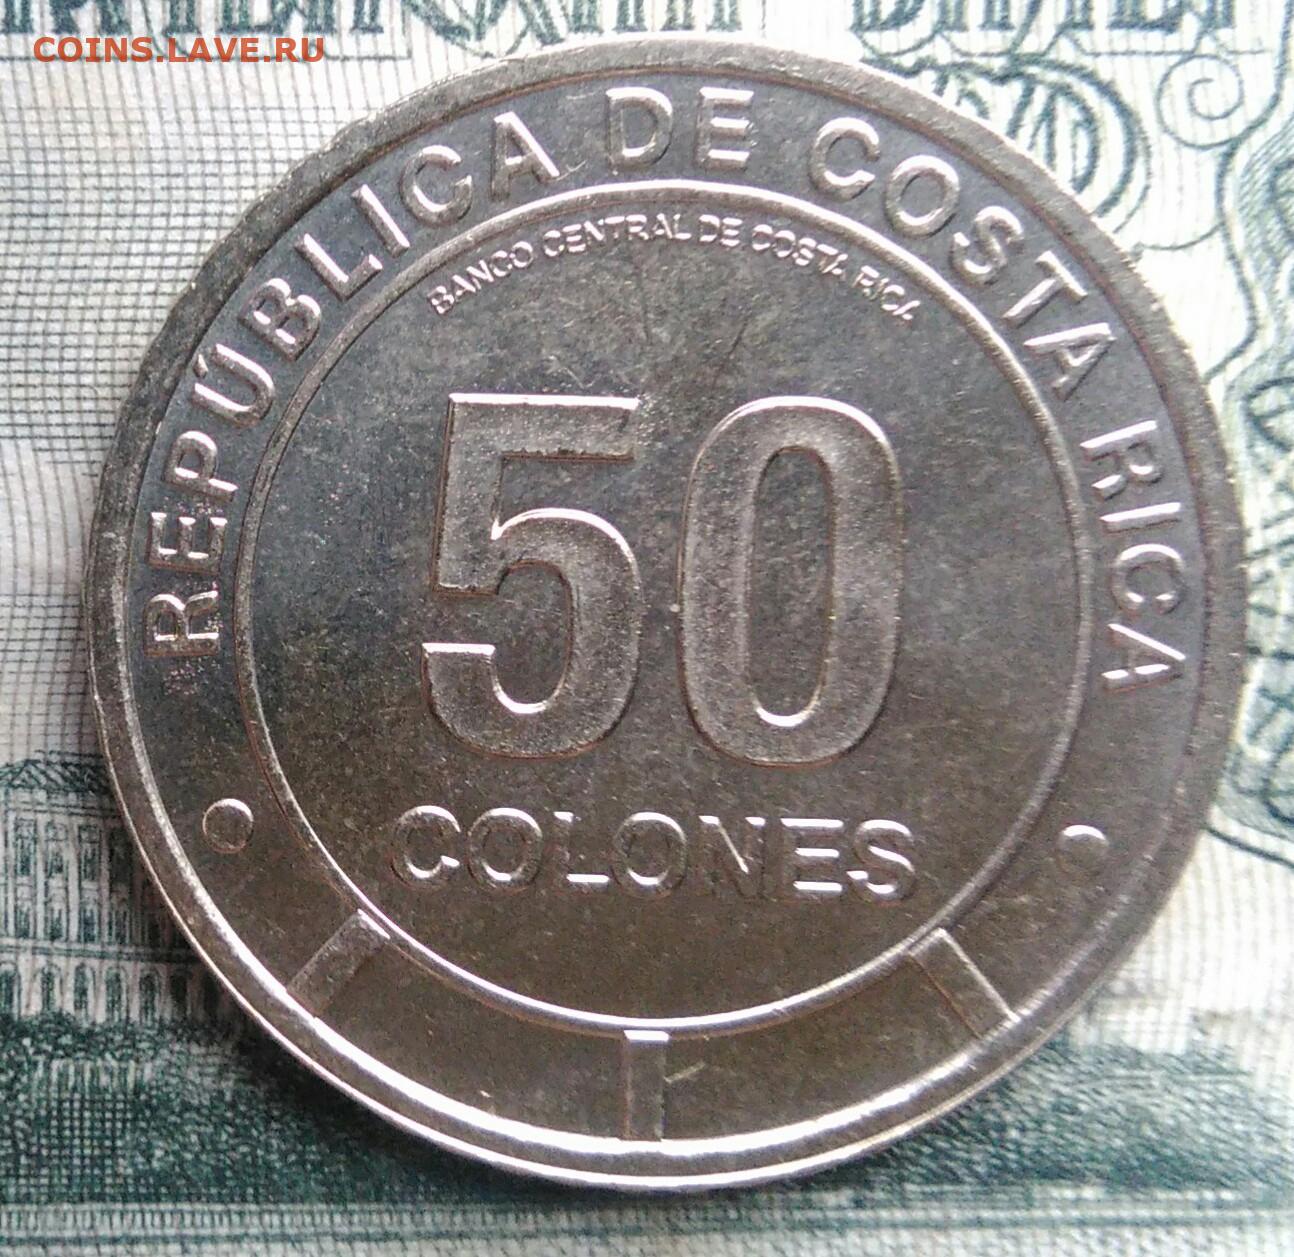 COINS.LAVE.RU
REPÚBLICA DE COSTA RICA
BANCO CENTRAL DE COSTA RICA
50
COLONES